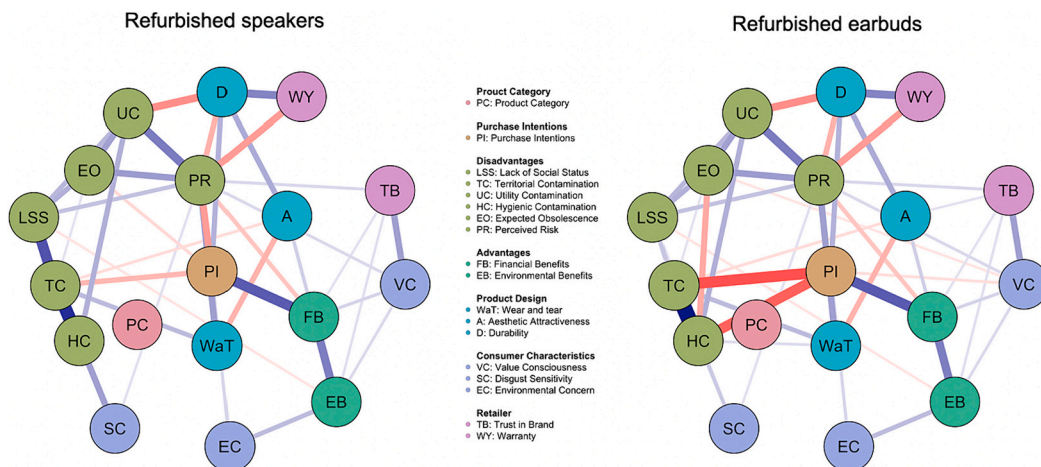 Refurbished speakers
Refurbished earbuds
D
WY
UC
EO
PR
TB
LSS
A
TC
PI
VC
PC
FB
HC
WaT
EB
SC
EC
Prouct Category
PC: Product Category
Purchase Intentions
PI: Purchase Intentions
Disadvantages
LSS: Lack of Social Status
TC: Territorial Contamination
UC: Utility Contamination
HC: Hygienic Contamination
EO: Expected Obsolescence
PR: Perceived Risk
Advantages
FB: Financial Benefits
EB: Environmental Benefits
Product Design
WaT: Wear and tear
A: Aesthetic Attractiveness
D: Durability
Consumer Characteristics
VC: Value Consciousness
SC: Disgust Sensitivity
EC: Environmental Concern
Retailer
TB: Trust in Brand
WY: Warranty
D
WY
UC
EO
PR
TB
LSS
A
TC
PI
VC
PC
FB
HC
WaT
EB
SC
EC